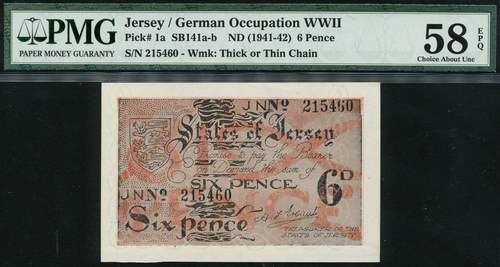 PMG
PAPER MONEY GUARANTY
Jersey / German Occupation WWII
Pick# 1a SB141a-b ND (1941-42) 6 Pence
S/N 215460 - Wmk: Thick or Thin Chain
58 EPQ
Choice About Unc
JN Nº 215460
States of Jersey
Promise to pay the Bearer
on demand the sum of
SIX PENCE 6D
JN Nº 215460
Six pence
TREASURER OF THE
STATES OF JERSEY